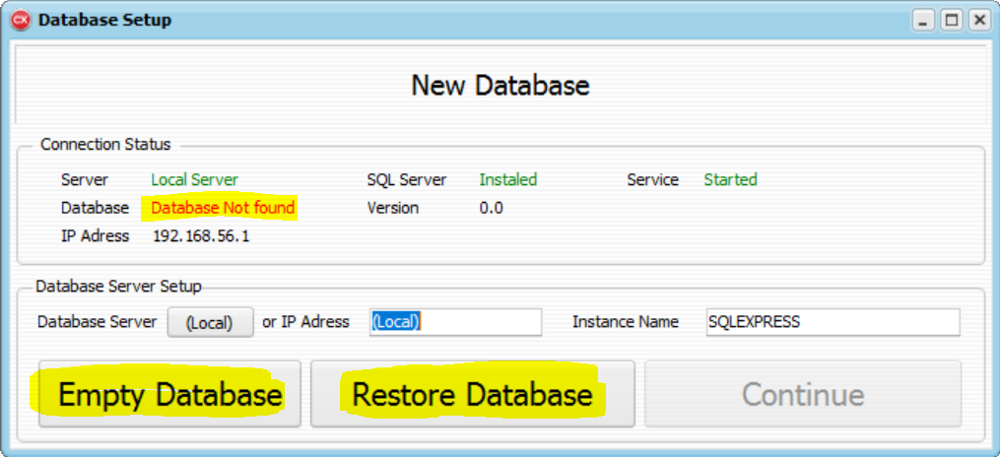 CX Database Setup
New Database
Connection Status
Server Local Server SQL Server Instaled Service Started
Database Database Not found Version 0.0
IP Adress 192.168.56.1
Database Server Setup
Database Server (Local) or IP Adress (Local) Instance Name SQLEXPRESS
Empty Database Restore Database Continue